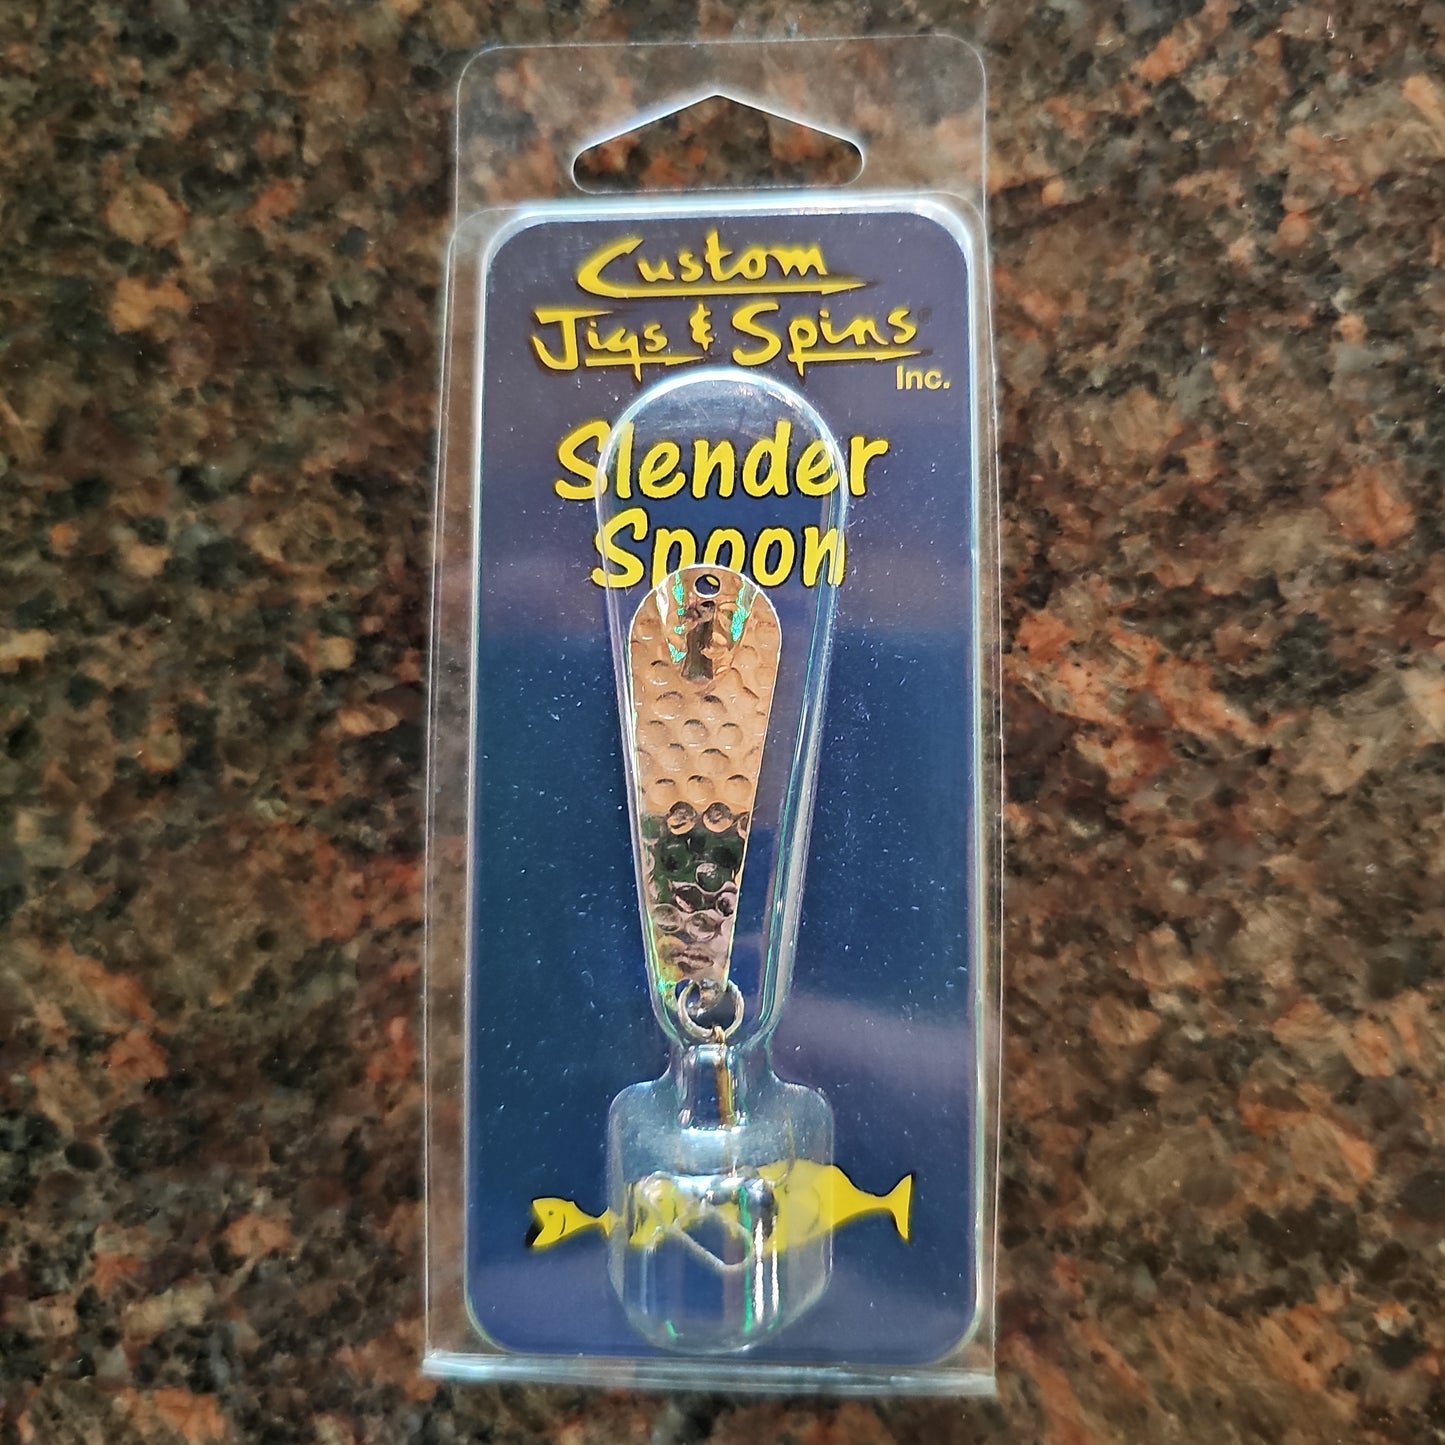 Custom
Jigs & Spins®
Inc.
Slender
Spoon